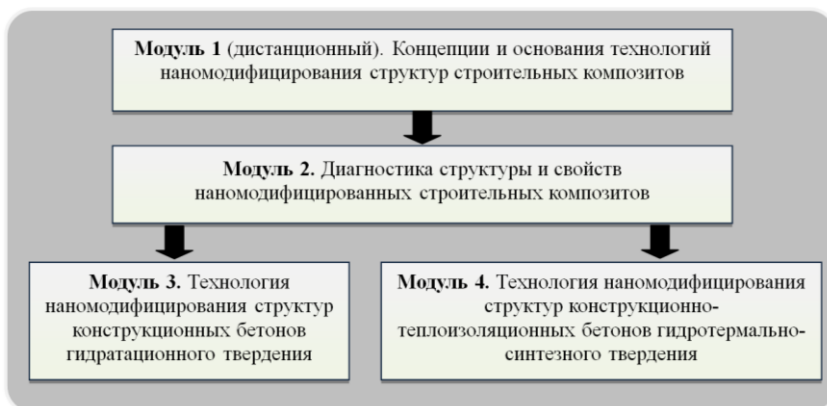 Модуль 1 (дистанционный). Концепции и основания технологий
наномодифицирования структур строительных композитов
Модуль 2. Диагностика структуры и свойств
наномодифицированных строительных композитов
Модуль 3. Технология
наномодифицирования структур
конструкционных бетонов
гидратационного твердения
Модуль 4. Технология наномодифицирования
структур конструкционно-
теплоизоляционных бетонов гидротермально-
синтезного твердения